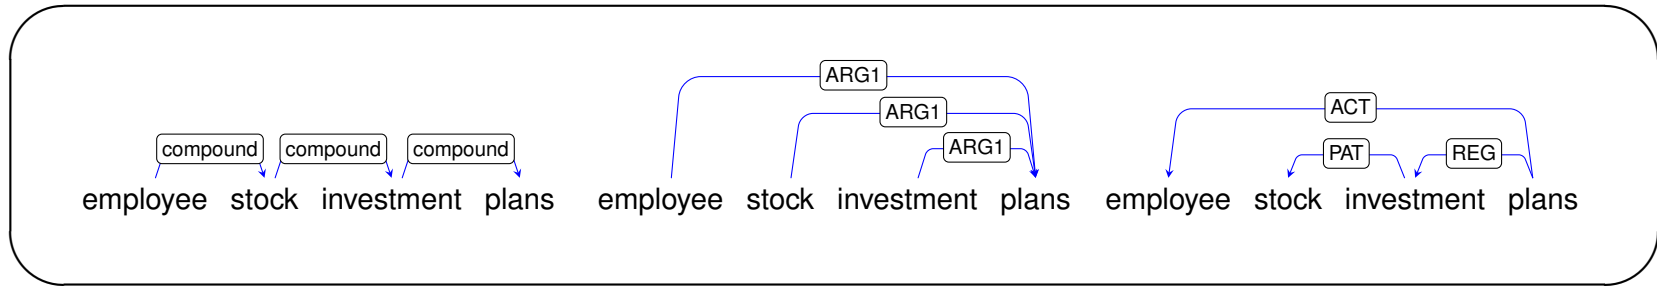 ARG1
ARG1 ACT
compound compound compound ARG1 PAT REG
employee stock investment plans employee stock investment plans employee stock investment plans